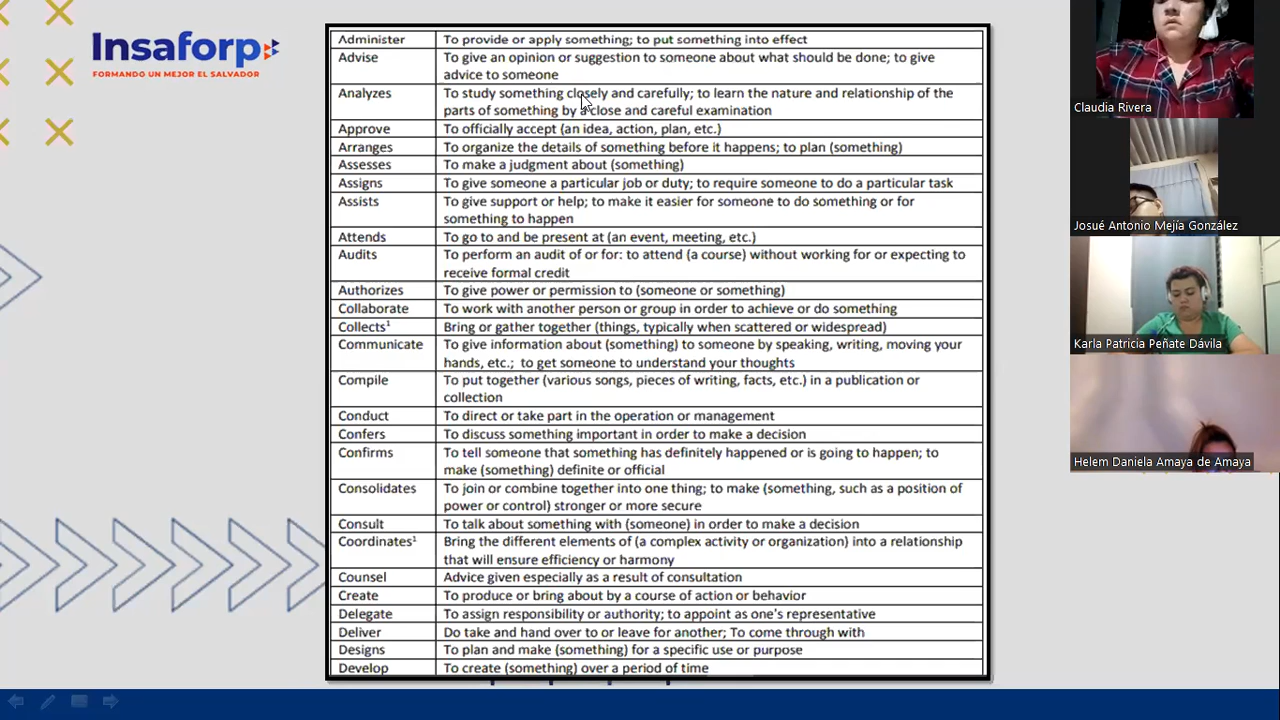 Insaforp
FORMANDO UN MEJOR EL SALVADOR
Administer To provide or apply something; to put something into effect
Advise To give an opinion or suggestion to someone about what should be done; to give
advice to someone
Analyzes To study something closely and carefully; to learn the nature and relationship of the
parts of something by a close and careful examination
Approve To officially accept (an idea, action, plan, etc.)
Arranges To organize the details of something before it happens; to plan (something)
Assesses To make a judgment about (something)
Assigns To give someone a particular job or duty; to require someone to do a particular task
Assists To give support or help; to make it easier for someone to do something or for
something to happen
Attends To go to and be present at (an event, meeting, etc.)
Audits To perform an audit of or for: to attend (a course) without working for or expecting to
receive formal credit
Authorizes To give power or permission to (someone or something)
Collaborate To work with another person or group in order to achieve or do something
Collects¹ Bring or gather together (things, typically when scattered or widespread)
Communicate To give information about (something) to someone by speaking, writing, moving your
hands, etc.; to get someone to understand your thoughts
Compile To put together (various songs, pieces of writing, facts, etc.) in a publication or
collection
Conduct To direct or take part in the operation or management
Confers To discuss something important in order to make a decision
Confirms To tell someone that something has definitely happened or is going to happen; to
make (something) definite or official
Consolidates To join or combine together into one thing; to make (something, such as a position of
power or control) stronger or more secure
Consult To talk about something with (someone) in order to make a decision
Coordinates¹ Bring the different elements of (a complex activity or organization) into a relationship
that will ensure efficiency or harmony
Counsel Advice given especially as a result of consultation
Create To produce or bring about by a course of action or behavior
Delegate To assign responsibility or authority; to appoint as one's representative
Deliver Do take and hand over to or leave for another; To come through with
Designs To plan and make (something) for a specific use or purpose
Develop To create (something) over a period of time
Claudia Rivera
Josué Antonio Mejía González
Karla Patricia Peñate Dávila
Helem Daniela Amaya de Amaya